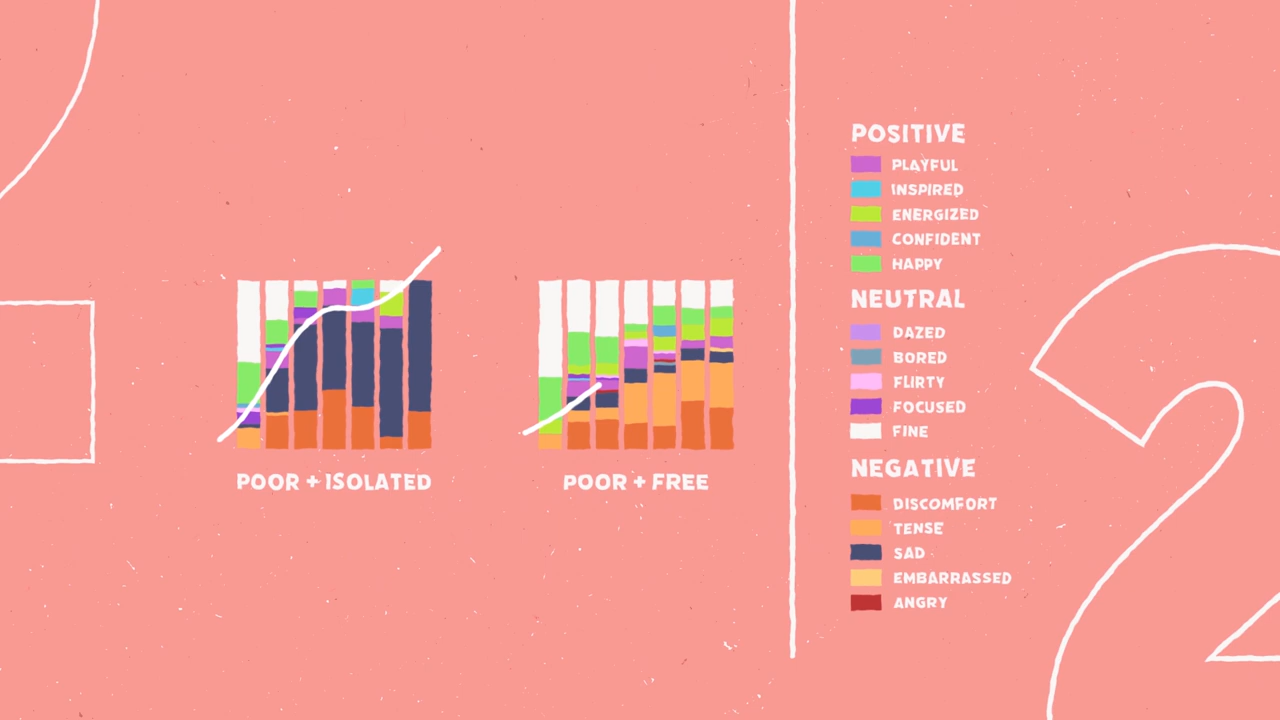 POSITIVE
PLAYFUL
INSPIRED
ENERGIZED
CONFIDENT
HAPPY
NEUTRAL
DAZED
BORED
FLIRTY
FOCUSED
FINE
NEGATIVE
DISCOMFORT
TENSE
SAD
EMBARRASSED
ANGRY
POOR + ISOLATED
POOR + FREE
2